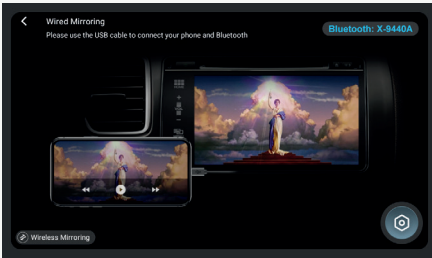 Wired Mirroring
Please use the USB cable to connect your phone and Bluetooth
Bluetooth: X-9440A
Wireless Mirroring